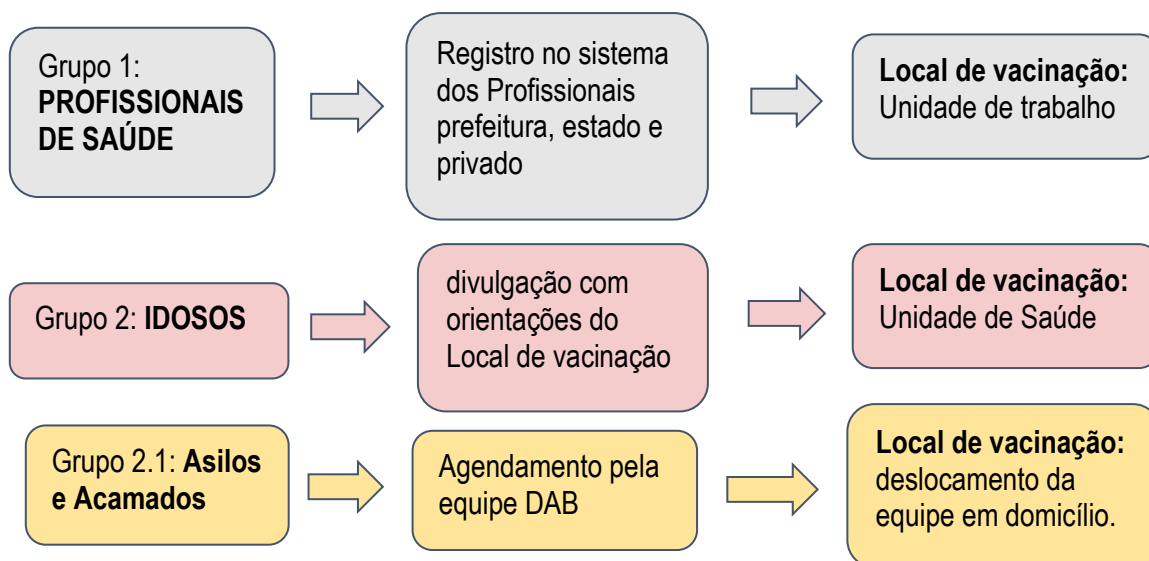 Grupo 1:
PROFISSIONAIS
DE SAÚDE
Registro no sistema
dos Profissionais
prefeitura, estado e
privado
Local de vacinação:
Unidade de trabalho
Grupo 2: IDOSOS
divulgação com
orientações do
Local de vacinação
Local de vacinação:
Unidade de Saúde
Grupo 2.1: Asilos
e Acamados
Agendamento pela
equipe DAB
Local de vacinação:
deslocamento da
equipe em domicílio.